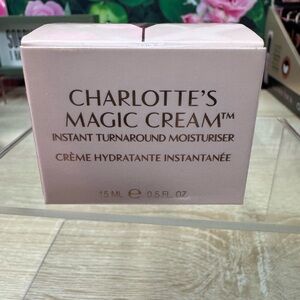 CHARLOTTE'S
MAGIC CREAM™
INSTANT TURNAROUND MOISTURISER
CRÈME HYDRATANTE INSTANTANÉE
15 ML ℮ 0.5 FL. OZ.